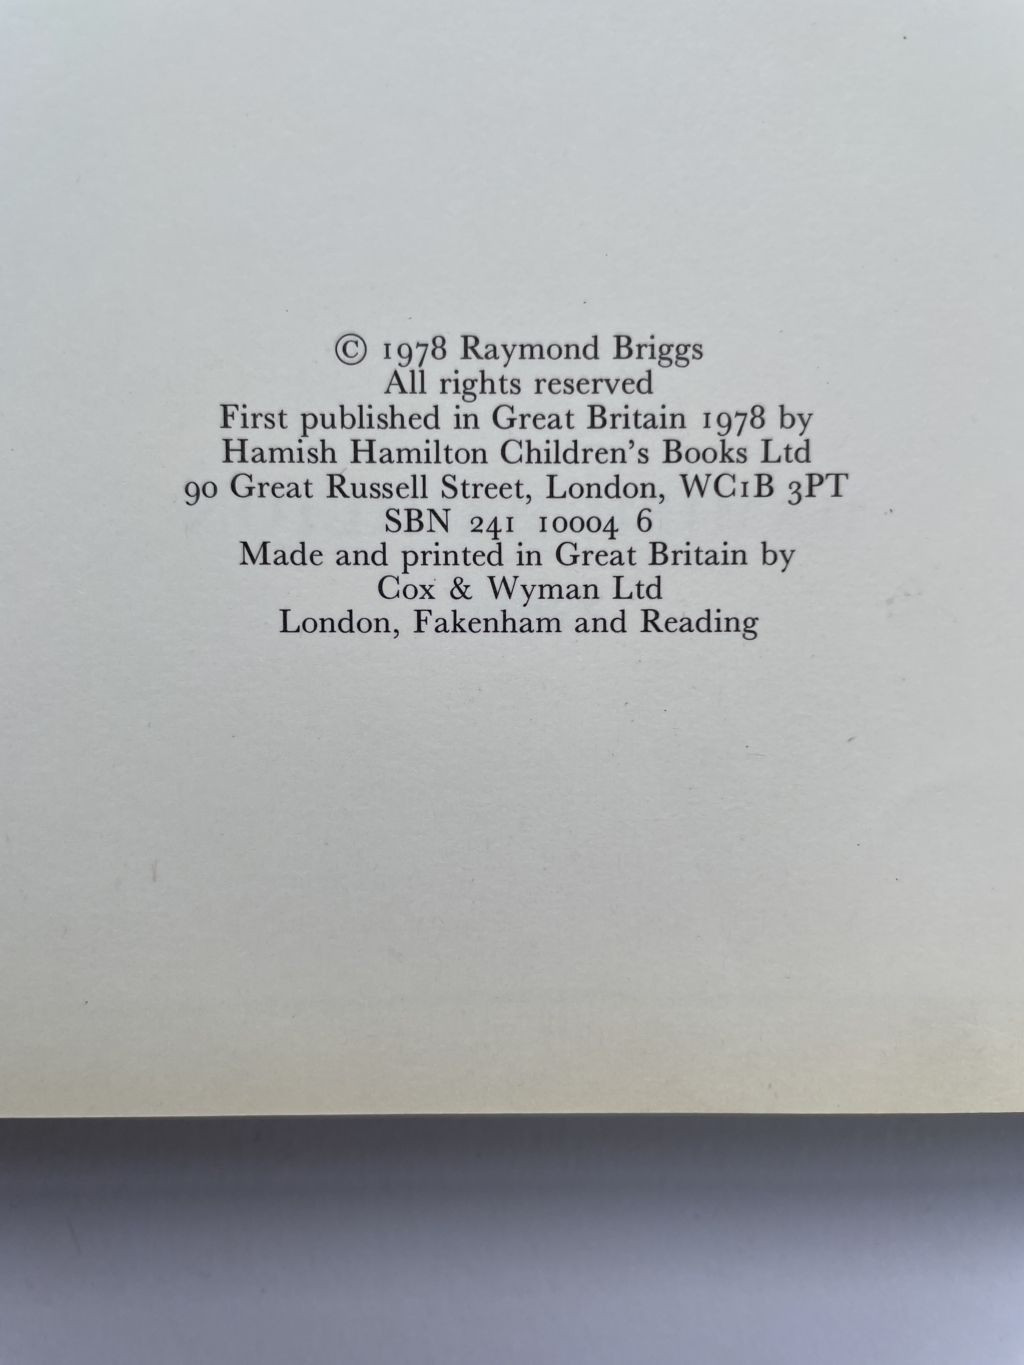 © 1978 Raymond Briggs
All rights reserved
First published in Great Britain 1978 by
Hamish Hamilton Children's Books Ltd
90 Great Russell Street, London, WC1B 3PT
SBN 241 10004 6
Made and printed in Great Britain by
Cox & Wyman Ltd
London, Fakenham and Reading